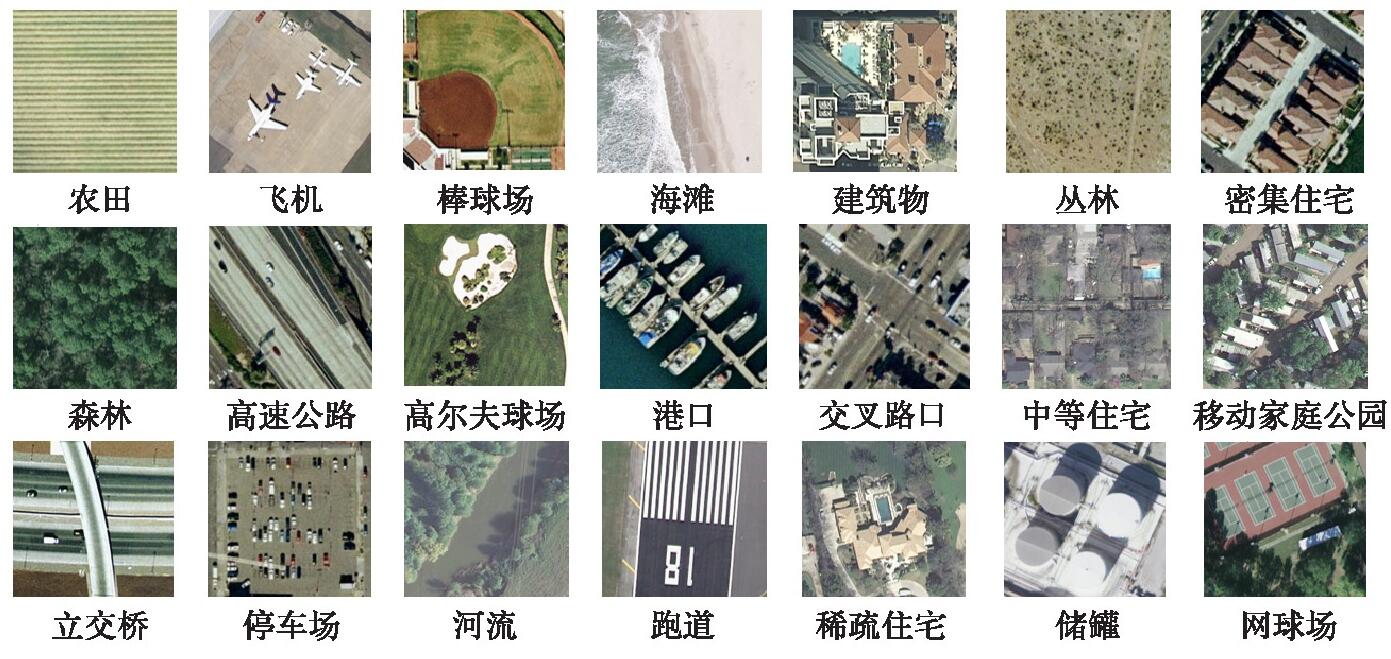 农田 飞机 棒球场 海滩 建筑物 丛林 密集住宅
森林 高速公路 高尔夫球场 港口 交叉路口 中等住宅 移动家庭公园
18
立交桥 停车场 河流 跑道 稀疏住宅 储罐 网球场